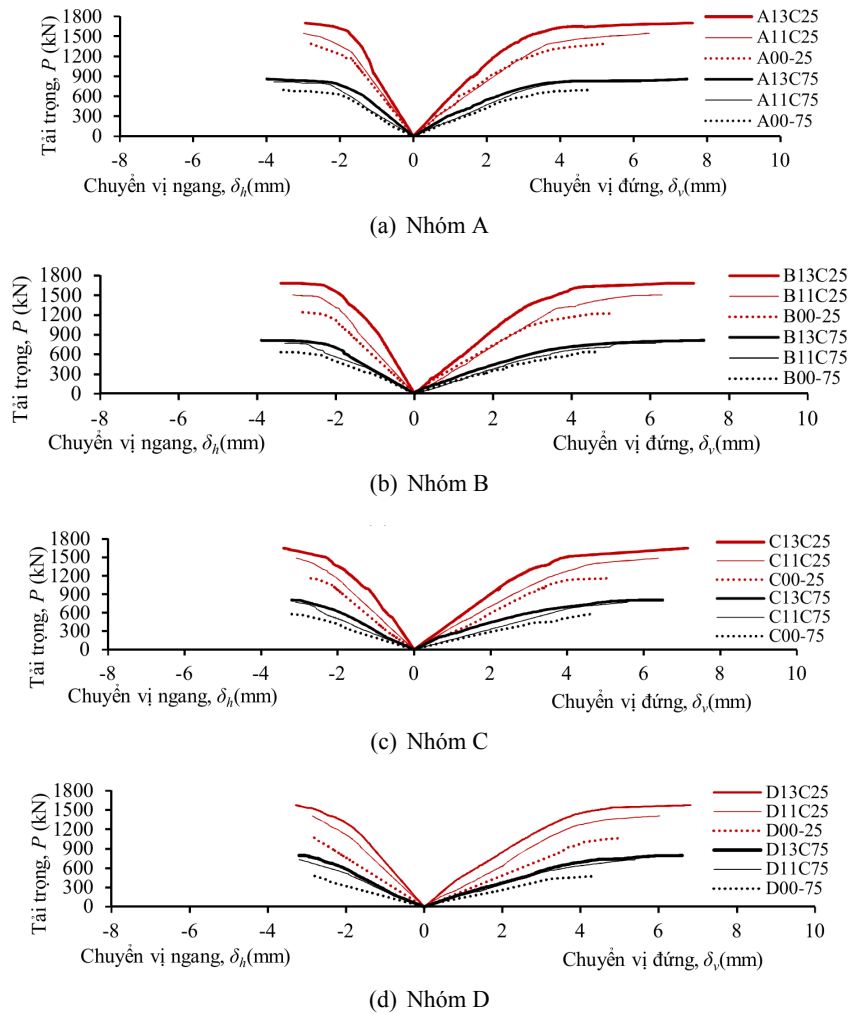 Tải trọng, P (kN)
1800
1500
1200
900
600
300
0
-8 -6 -4 -2 0 2 4 6 8 10
Chuyển vị ngang, δh(mm) Chuyển vị đứng, δv(mm)
A13C25
A11C25
A00-25
A13C75
A11C75
A00-75
(a) Nhóm A
Tải trọng, P (kN)
1800
1500
1200
900
600
300
0
-8 -6 -4 -2 0 2 4 6 8 10
Chuyển vị ngang, δh(mm) Chuyển vị đứng, δv(mm)
B13C25
B11C25
B00-25
B13C75
B11C75
B00-75
(b) Nhóm B
Tải trọng, P (kN)
1800
1500
1200
900
600
300
0
-8 -6 -4 -2 0 2 4 6 8 10
Chuyển vị ngang, δh(mm) Chuyển vị đứng, δv(mm)
C13C25
C11C25
C00-25
C13C75
C11C75
C00-75
(c) Nhóm C
Tải trọng, P (kN)
1800
1500
1200
900
600
300
0
-8 -6 -4 -2 0 2 4 6 8 10
Chuyển vị ngang, δh(mm) Chuyển vị đứng, δv(mm)
D13C25
D11C25
D00-25
D13C75
D11C75
D00-75
(d) Nhóm D